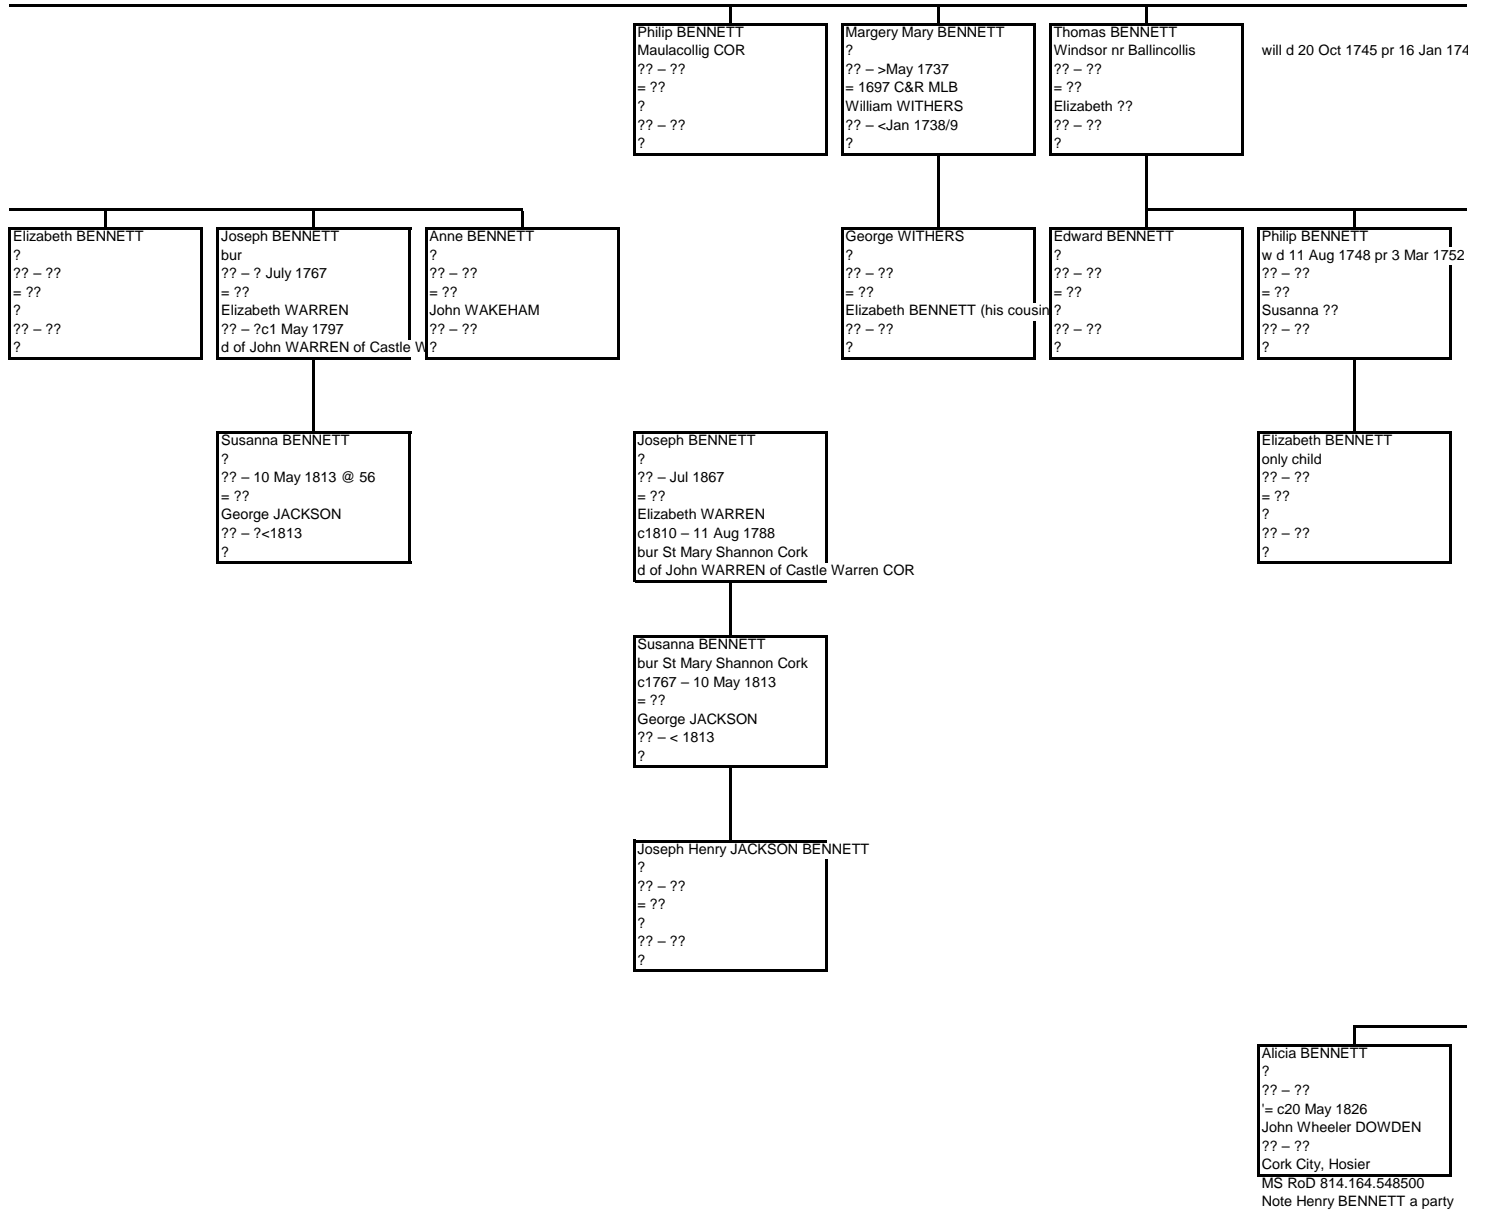 Philip BENNETT
Maulacollig COR
?? – ??
= ??
?
?? – ??
?
Margery Mary BENNETT
?
?? – >May 1737
= 1697 C&R MLB
William WITHERS
?? – <Jan 1738/9
?
Thomas BENNETT
Windsor nr Ballincollis
?? – ??
= ??
Elizabeth ??
?? – ??
?
will d 20 Oct 1745 pr 16 Jan 174
Elizabeth BENNETT
?
?? – ??
= ??
?
?? – ??
?
Joseph BENNETT
bur
?? – ? July 1767
= ??
Elizabeth WARREN
?? – ?c1 May 1797
d of John WARREN of Castle W
Anne BENNETT
?
?? – ??
= ??
John WAKEHAM
?? – ??
?
George WITHERS
?
?? – ??
= ??
Elizabeth BENNETT (his cousin
?? – ??
?
Edward BENNETT
?
?? – ??
= ??
?
?? – ??
?
Philip BENNETT
w d 11 Aug 1748 pr 3 Mar 1752
?? – ??
= ??
Susanna ??
?? – ??
?
Susanna BENNETT
?
?? – 10 May 1813 @ 56
= ??
George JACKSON
?? – ?<1813
?
Joseph BENNETT
?
?? – Jul 1867
= ??
Elizabeth WARREN
c1810 – 11 Aug 1788
bur St Mary Shannon Cork
d of John WARREN of Castle Warren COR
Elizabeth BENNETT
only child
?? – ??
= ??
?
?? – ??
?
Susanna BENNETT
bur St Mary Shannon Cork
c1767 – 10 May 1813
= ??
George JACKSON
?? – < 1813
?
Joseph Henry JACKSON BENNETT
?
?? – ??
= ??
?
?? – ??
?
Alicia BENNETT
?
?? – ??
'= c20 May 1826
John Wheeler DOWDEN
?? – ??
Cork City, Hosier
MS RoD 814.164.548500
Note Henry BENNETT a party